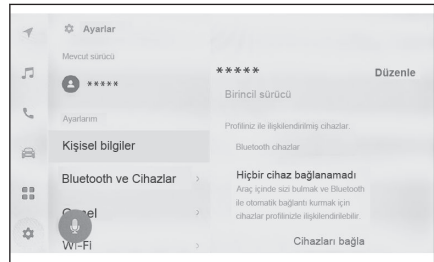 Ayarlar
Mevcut sürücü
*****
Ayarlarım
Kişisel bilgiler
Bluetooth ve Cihazlar
Genel
Wi-Fi
*****
Düzenle
Birincil sürücü
Profiliniz ile ilişkilendirilmiş cihazlar.
Bluetooth cihazlar
Hiçbir cihaz bağlanamadı
Araç içinde sizi bulmak ve Bluetooth
ile otomatik bağlantı kurmak için
cihazlar profilinizle ilişkilendirilebilir.
Cihazları bağla